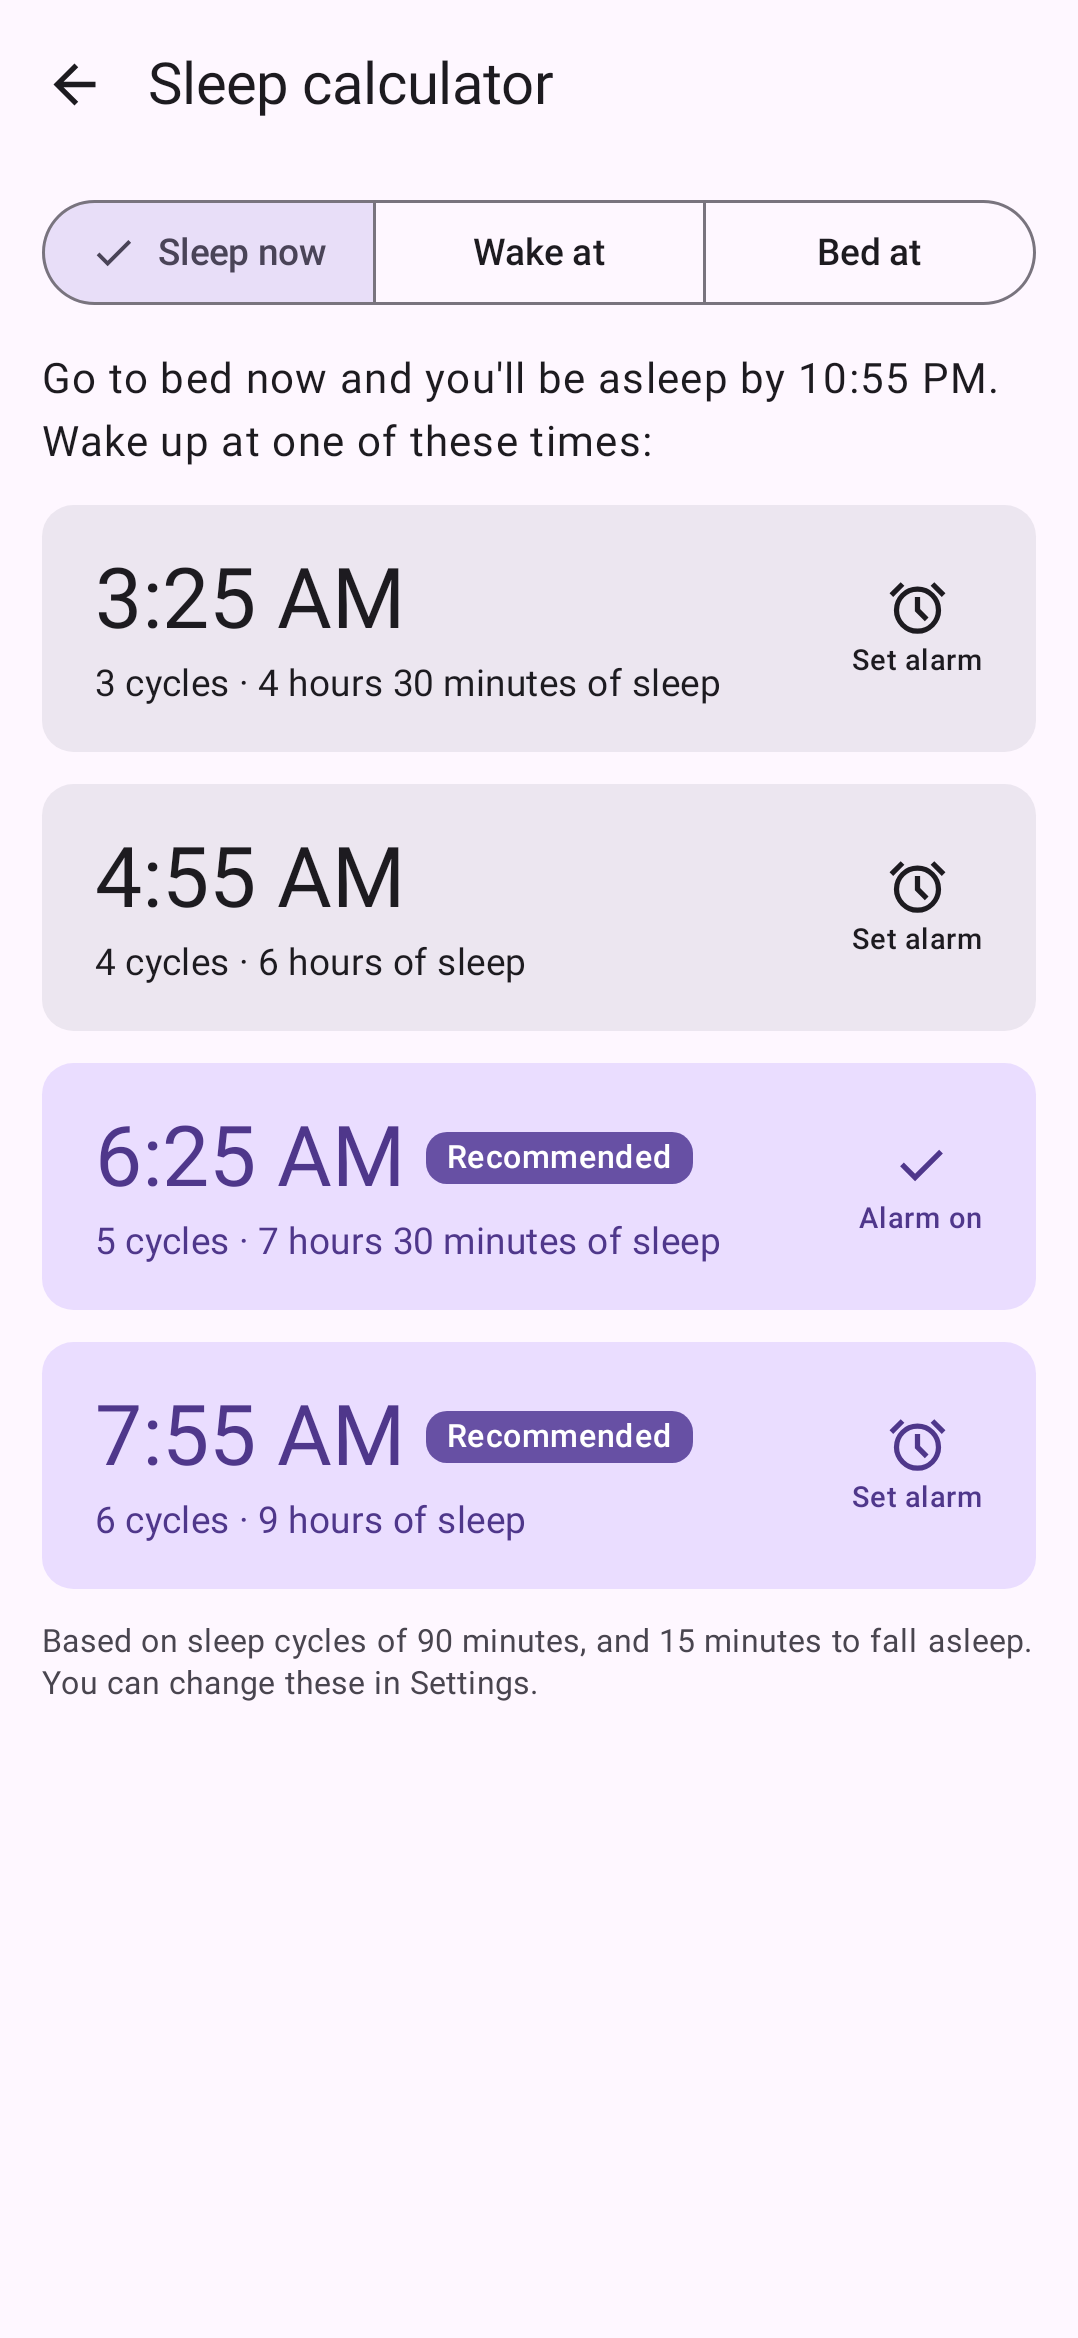 Sleep calculator
Sleep now
Wake at
Bed at
Go to bed now and you'll be asleep by 10:55 PM.
Wake up at one of these times:
3:25 AM
3 cycles · 4 hours 30 minutes of sleep
Set alarm
4:55 AM
4 cycles · 6 hours of sleep
Set alarm
6:25 AM Recommended
5 cycles · 7 hours 30 minutes of sleep
Alarm on
7:55 AM Recommended
6 cycles · 9 hours of sleep
Set alarm
Based on sleep cycles of 90 minutes, and 15 minutes to fall asleep.
You can change these in Settings.